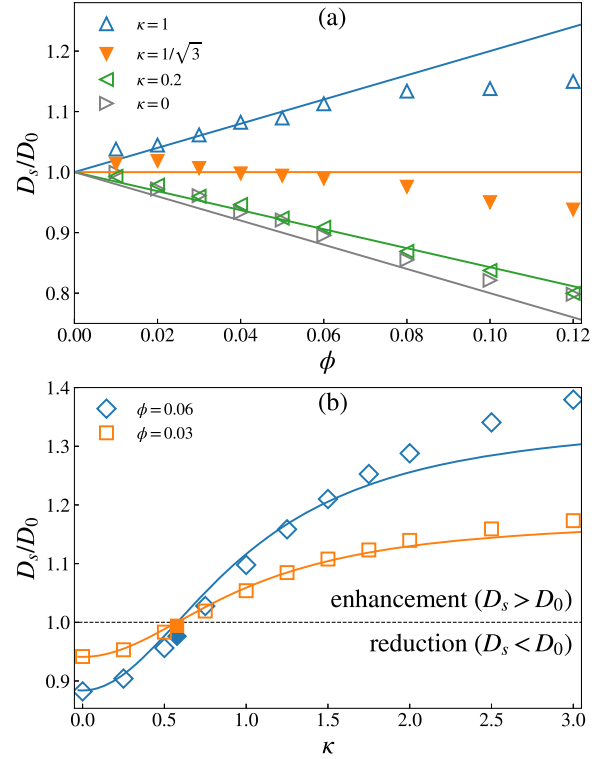 (a)
κ = 1
κ = 1/√3
κ = 0.2
κ = 0
1.2
1.1
1.0
0.9
0.8
D_s/D_0
0.00 0.02 0.04 0.06 0.08 0.10 0.12
ϕ
(b)
ϕ = 0.06
ϕ = 0.03
1.4
1.3
1.2
1.1
1.0
0.9
D_s/D_0
enhancement (D_s > D_0)
reduction (D_s < D_0)
0.0 0.5 1.0 1.5 2.0 2.5 3.0
κ